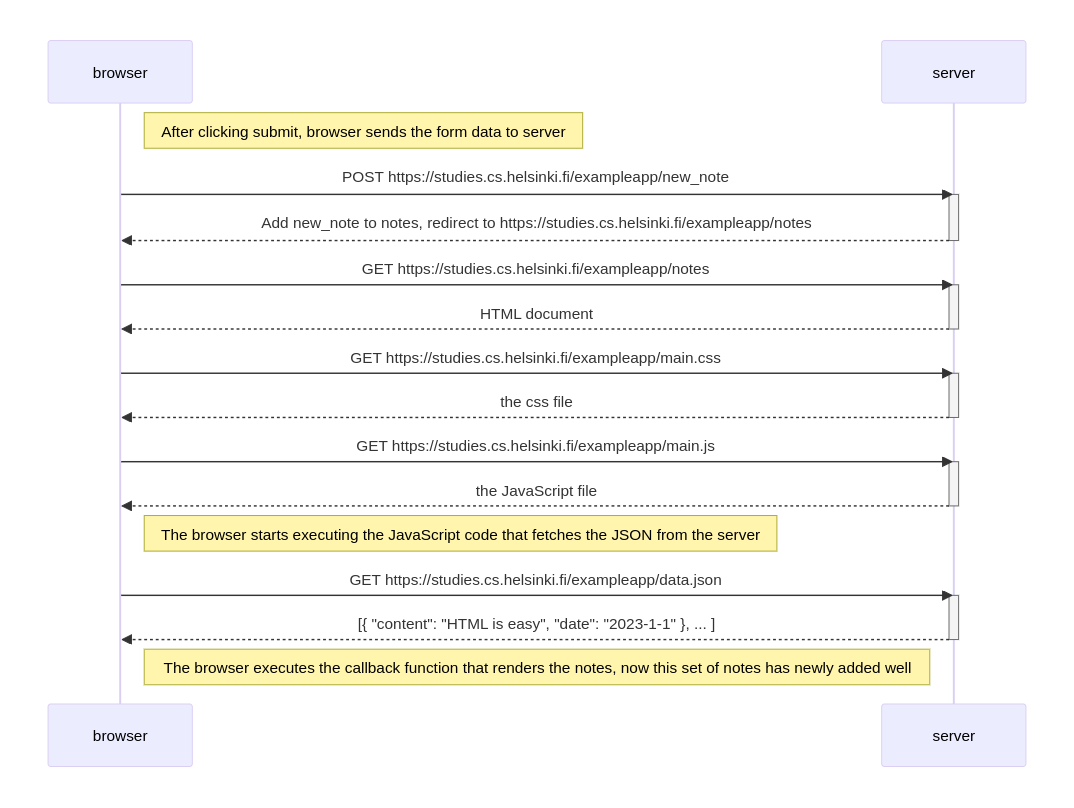 browser
server
After clicking submit, browser sends the form data to server
POST https://studies.cs.helsinki.fi/exampleapp/new_note
Add new_note to notes, redirect to https://studies.cs.helsinki.fi/exampleapp/notes
GET https://studies.cs.helsinki.fi/exampleapp/notes
HTML document
GET https://studies.cs.helsinki.fi/exampleapp/main.css
the css file
GET https://studies.cs.helsinki.fi/exampleapp/main.js
the JavaScript file
The browser starts executing the JavaScript code that fetches the JSON from the server
GET https://studies.cs.helsinki.fi/exampleapp/data.json
[{ "content": "HTML is easy", "date": "2023-1-1" }, ... ]
The browser executes the callback function that renders the notes, now this set of notes has newly added well
browser
server